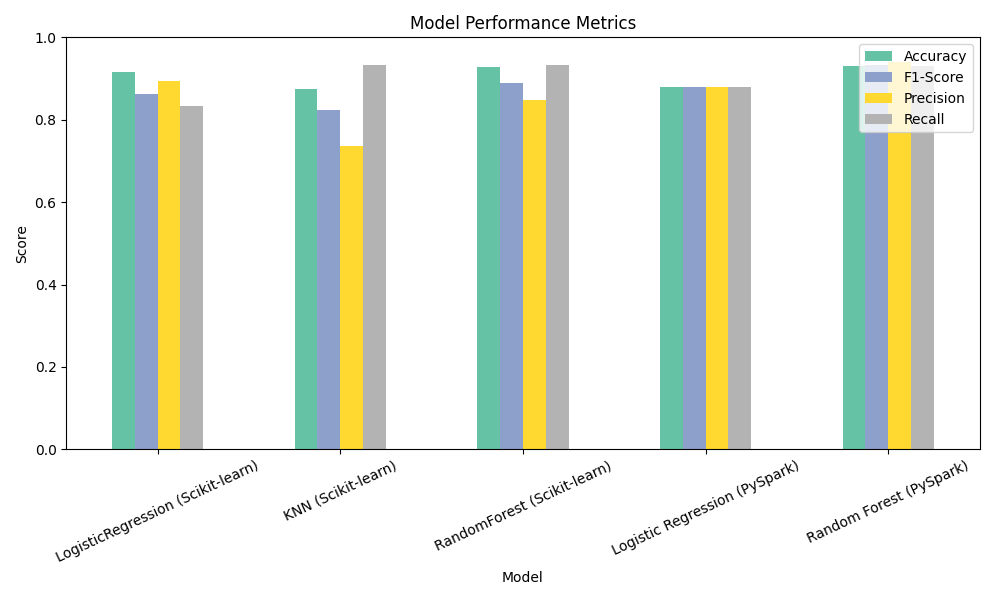 Model Performance Metrics
1.0
0.8
0.6
0.4
0.2
0.0
Score
Accuracy
F1-Score
Precision
Recall
LogisticRegression (Scikit-learn)
KNN (Scikit-learn)
RandomForest (Scikit-learn)
Logistic Regression (PySpark)
Random Forest (PySpark)
Model